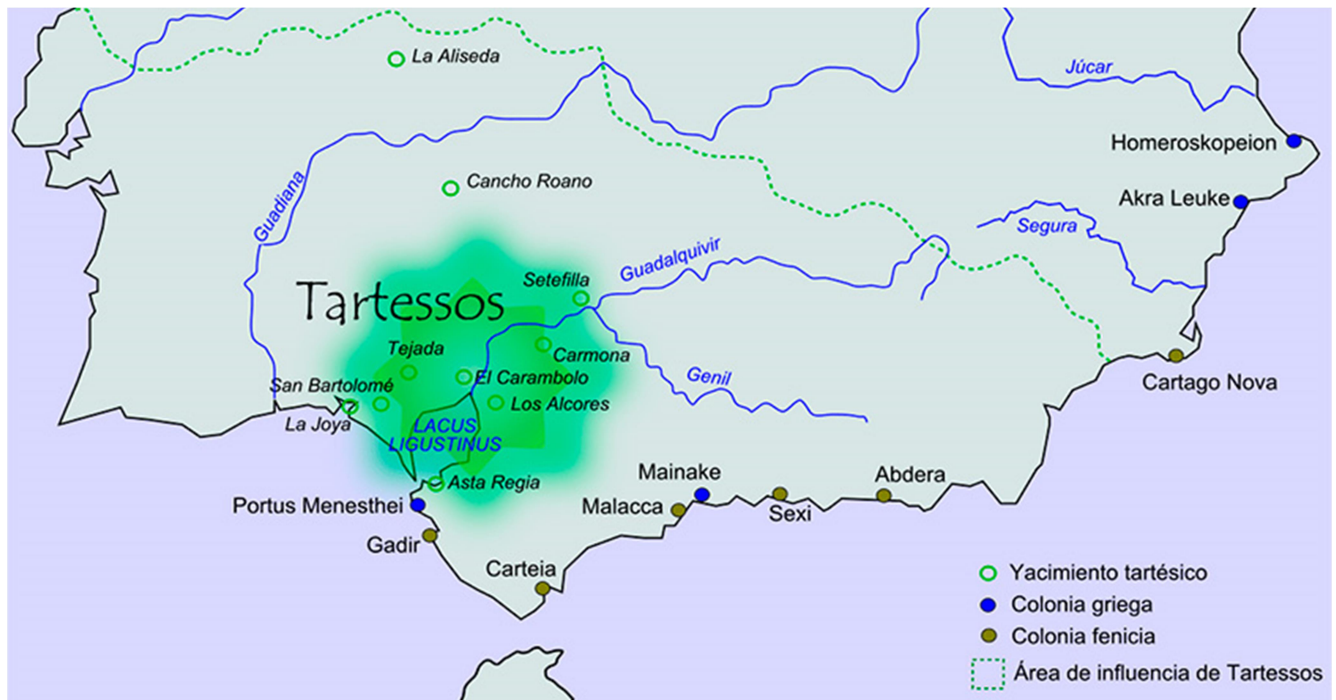 La Aliseda
Júcar
Homeroskopeion
Cancho Roano
Akra Leuke
Guadiana
Segura
Guadalquivir
Setefilla
Tartessos
Tejada
Carmona
El Carambolo
San Bartolomé
Genil
Cartago Nova
Los Alcores
La Joya
LACUS
LIGUSTINUS
Mainake
Abdera
Asta Regia
Portus Menesthei
Malacca
Sexi
Gadir
Carteia
Yacimiento tartésico
Colonia griega
Colonia fenicia
Área de influencia de Tartessos